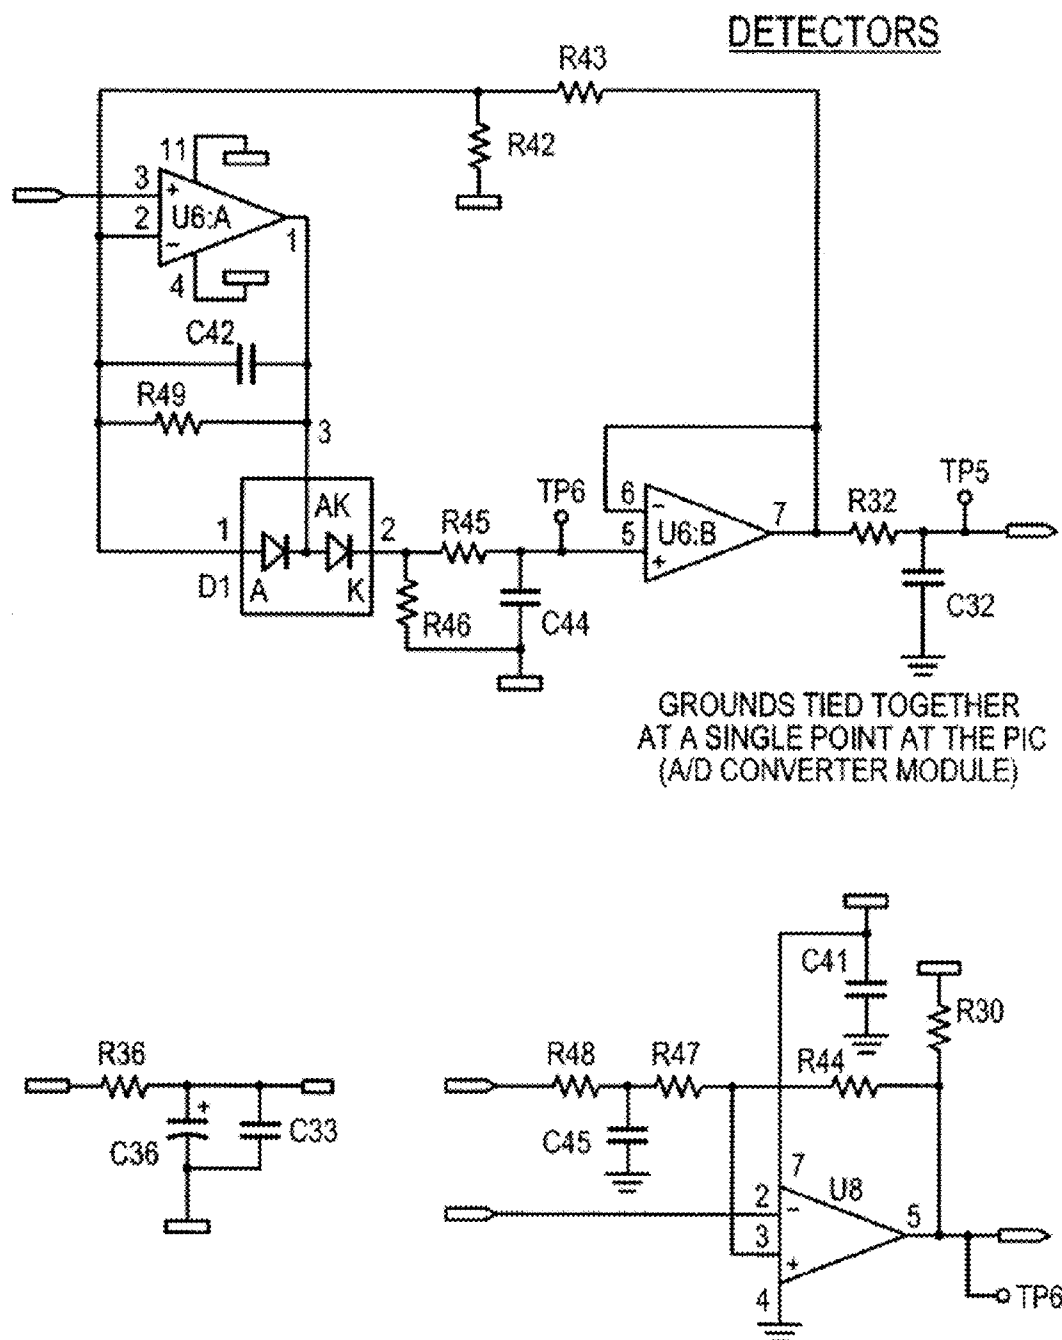 DETECTORS
R43
R42
11
3
+
U6:A
2
−
1
4
C42
R49
3
AK
1
2
D1
A
K
R45
R46
TP6
C44
6
−
5
+
U6:B
7
R32
TP5
C32
GROUNDS TIED TOGETHER
AT A SINGLE POINT AT THE PIC
(A/D CONVERTER MODULE)
C41
R30
R36
+
C36
C33
R48
R47
R44
C45
7
U8
2
−
3
+
5
4
TP6